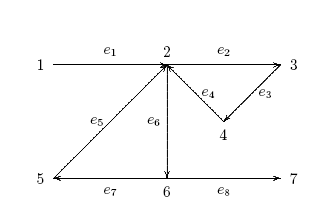 e₁ 2 e₂
1 3
e₄ e₃
e₅ e₆
4
5 7
e₇ 6 e₈